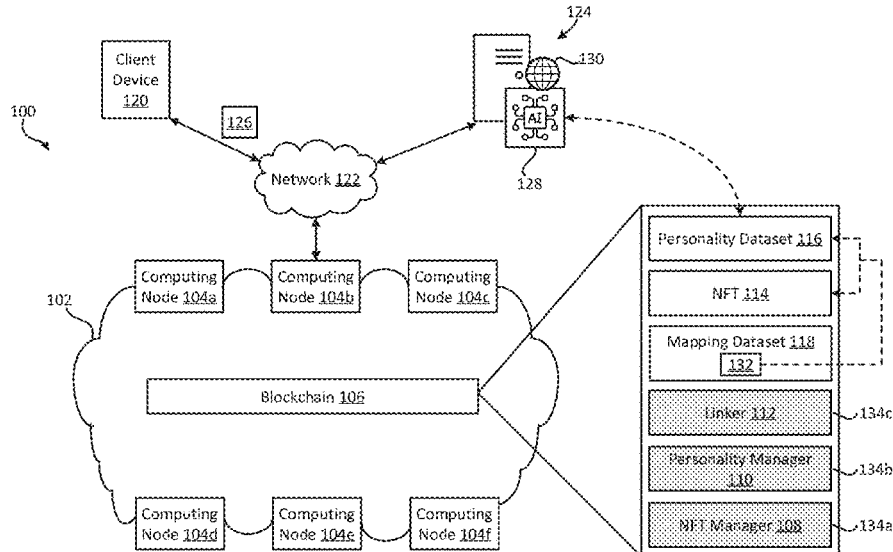 124
Client
Device
120
130
100
126
AI
Network 122
128
Personality Dataset 116
Computing
Node 104a
Computing
Node 104b
Computing
Node 104c
NFT 114
102
Mapping Dataset 118
132
Blockchain 106
Linker 112
134c
Personality Manager
110
134b
Computing
Node 104d
Computing
Node 104e
Computing
Node 104f
NFT Manager 108
134a